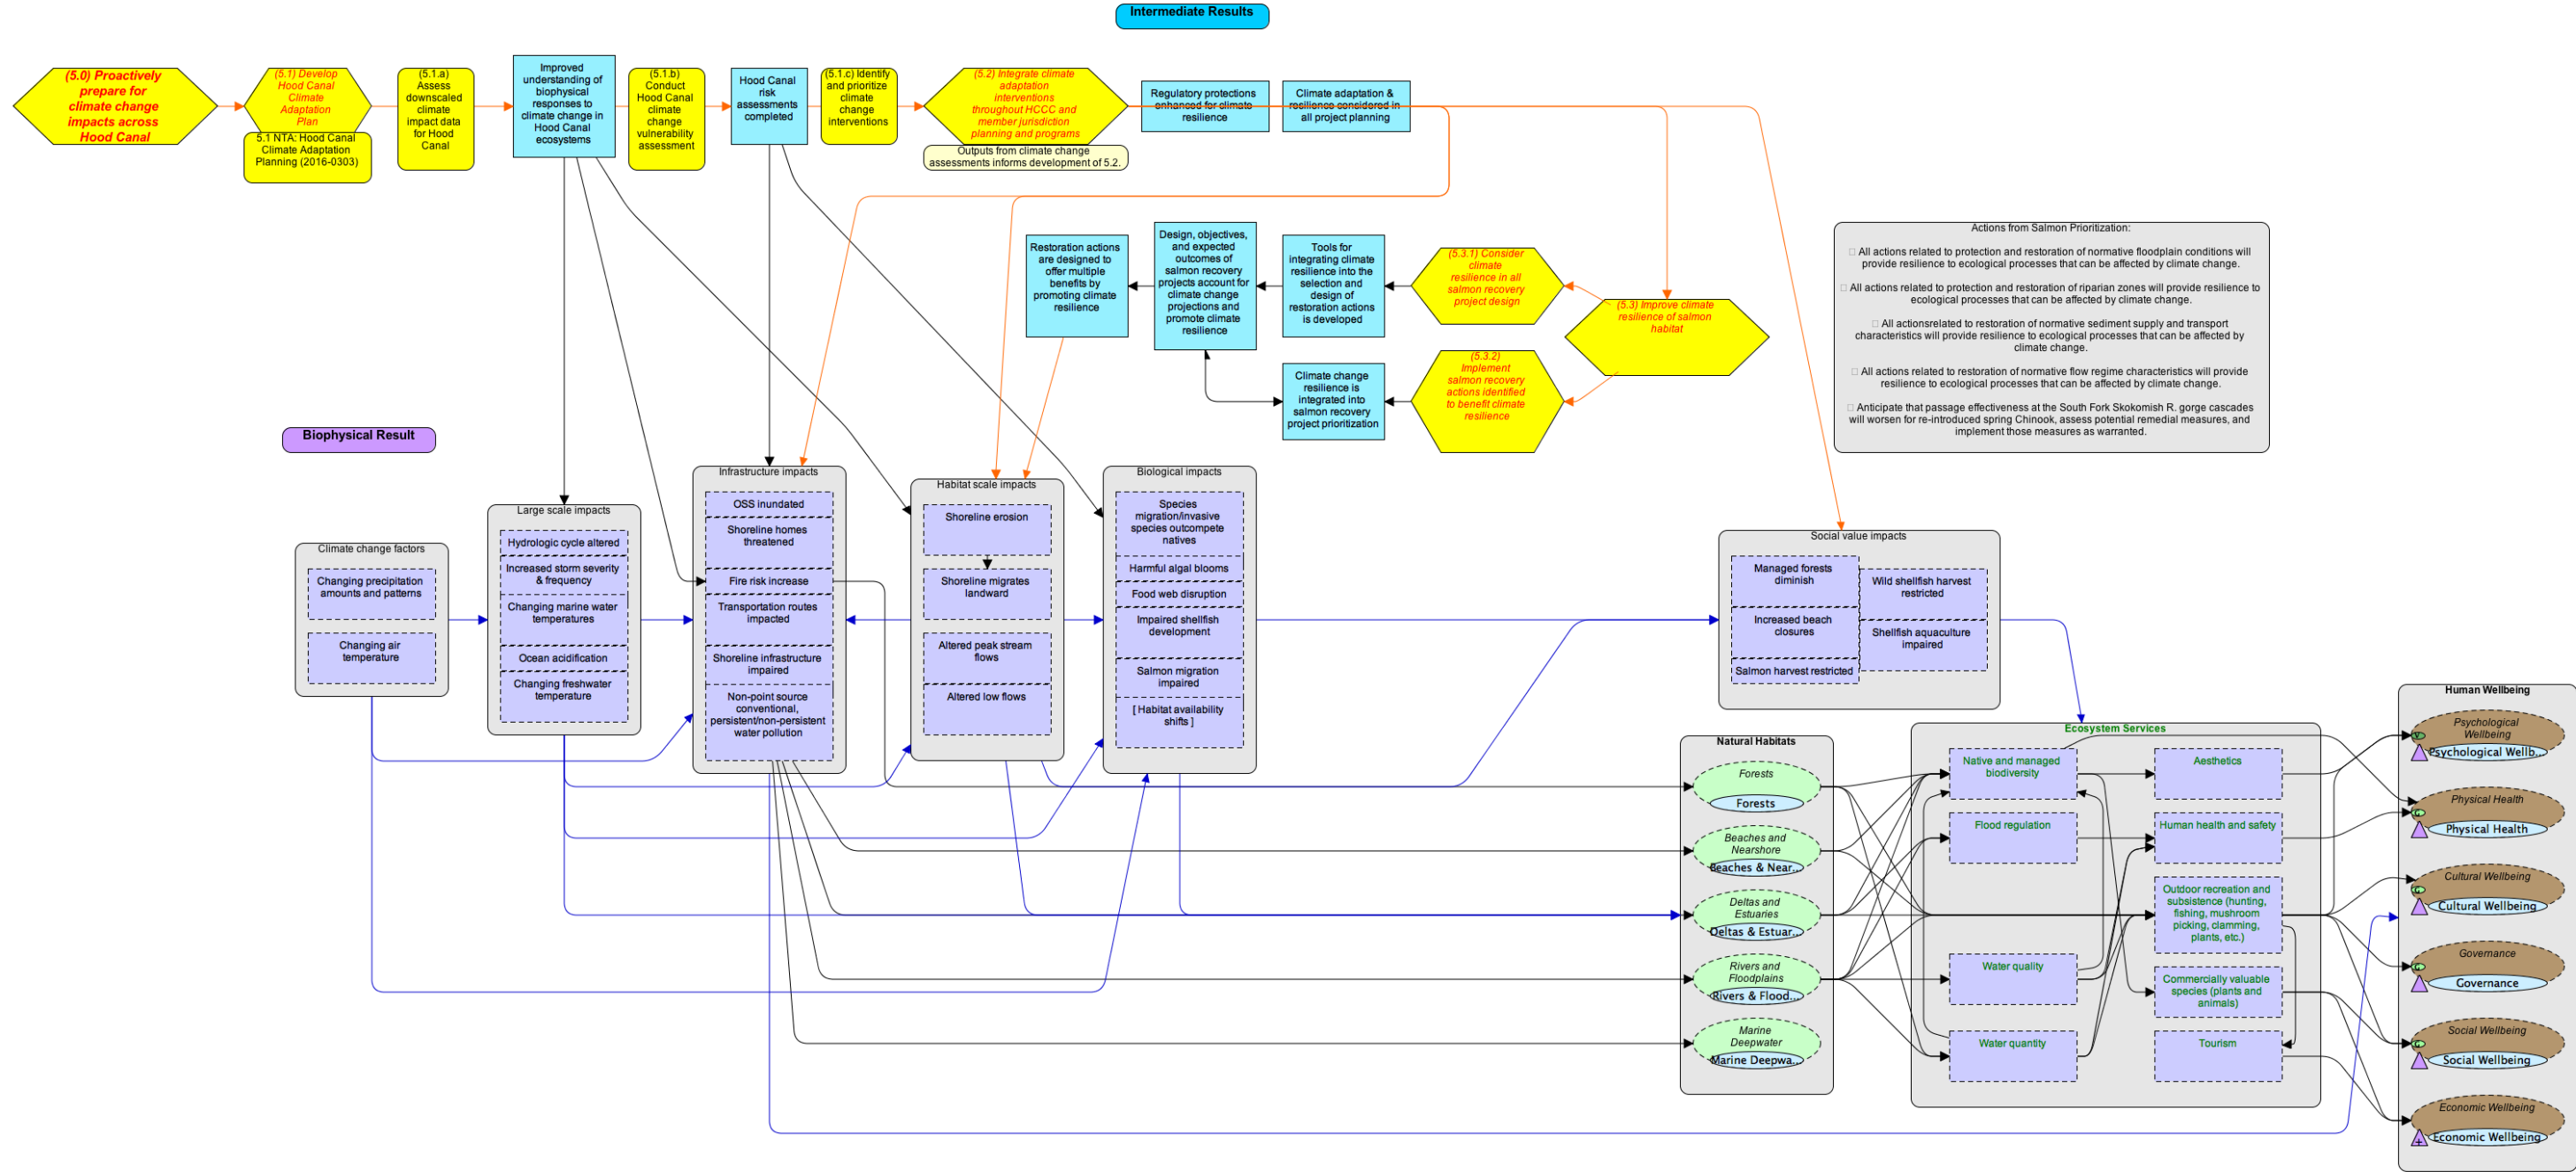 Intermediate Results
(5.0) Proactively
prepare for
climate change
impacts across
Hood Canal
(5.1) Develop
Hood Canal
Climate
Adaptation
Plan
5.1 NTA: Hood Canal
Climate Adaptation
Planning (2016-0303)
(5.1.a)
Assess
downscaled
climate
impact data
for Hood
Canal
Improved
understanding of
biophysical
responses to
climate change in
Hood Canal
ecosystems
(5.1.b)
Conduct
Hood Canal
climate
change
vulnerability
assessment
Hood Canal
risk
assessments
completed
(5.1.c) Identify
and prioritize
climate
change
interventions
(5.2) Integrate climate
adaptation
interventions
throughout HCCC and
member jurisdiction
planning and programs
Outputs from climate change
assessments informs development of 5.2.
Regulatory protections
enhanced for climate
resilience
Climate adaptation &
resilience considered in
all project planning
Restoration actions
are designed to
offer multiple
benefits by
promoting climate
resilience
Design, objectives,
and expected
outcomes of
salmon recovery
projects account for
climate change
projections and
promote climate
resilience
Tools for
integrating climate
resilience into the
selection and
design of
restoration actions
is developed
(5.3.1) Consider
climate
resilience in all
salmon recovery
project design
(5.3) Improve climate
resilience of salmon
habitat
Climate change
resilience is
integrated into
salmon recovery
project prioritization
(5.3.2)
Implement
salmon recovery
actions identified
to benefit climate
resilience
Actions from Salmon Prioritization:
All actions related to protection and restoration of normative floodplain conditions will
provide resilience to ecological processes that can be affected by climate change.
All actions related to protection and restoration of riparian zones will provide resilience to
ecological processes that can be affected by climate change.
All actionsrelated to restoration of normative sediment supply and transport
characteristics will provide resilience to ecological processes that can be affected by
climate change.
All actions related to restoration of normative flow regime characteristics will provide
resilience to ecological processes that can be affected by climate change.
Anticipate that passage effectiveness at the South Fork Skokomish R. gorge cascades
will worsen for re-introduced spring Chinook, assess potential remedial measures, and
implement those measures as warranted.
Biophysical Result
Climate change factors
Changing precipitation
amounts and patterns
Changing air
temperature
Large scale impacts
Hydrologic cycle altered
Increased storm severity
& frequency
Changing marine water
temperatures
Ocean acidification
Changing freshwater
temperature
Infrastructure impacts
OSS inundated
Shoreline homes
threatened
Fire risk increase
Transportation routes
impacted
Shoreline infrastructure
impaired
Non-point source
conventional,
persistent/non-persistent
water pollution
Habitat scale impacts
Shoreline erosion
Shoreline migrates
landward
Altered peak stream
flows
Altered low flows
Biological impacts
Species
migration/invasive
species outcompete
natives
Harmful algal blooms
Food web disruption
Impaired shellfish
development
Salmon migration
impaired
[ Habitat availability
shifts ]
Social value impacts
Managed forests
diminish
Increased beach
closures
Salmon harvest restricted
Wild shellfish harvest
restricted
Shellfish aquaculture
impaired
Natural Habitats
Forests
Forests
Beaches and
Nearshore
Beaches & Near...
Deltas and
Estuaries
Deltas & Estuar...
Rivers and
Floodplains
Rivers & Flood...
Marine
Deepwater
Marine Deepwa...
Ecosystem Services
Native and managed
biodiversity
Flood regulation
Water quality
Water quantity
Aesthetics
Human health and safety
Outdoor recreation and
subsistence (hunting,
fishing, mushroom
picking, clamming,
plants, etc.)
Commercially valuable
species (plants and
animals)
Tourism
Human Wellbeing
Psychological
Wellbeing
Psychological Wellb...
Physical Health
Physical Health
Cultural Wellbeing
Cultural Wellbeing
Governance
Governance
Social Wellbeing
Social Wellbeing
Economic Wellbeing
Economic Wellbeing